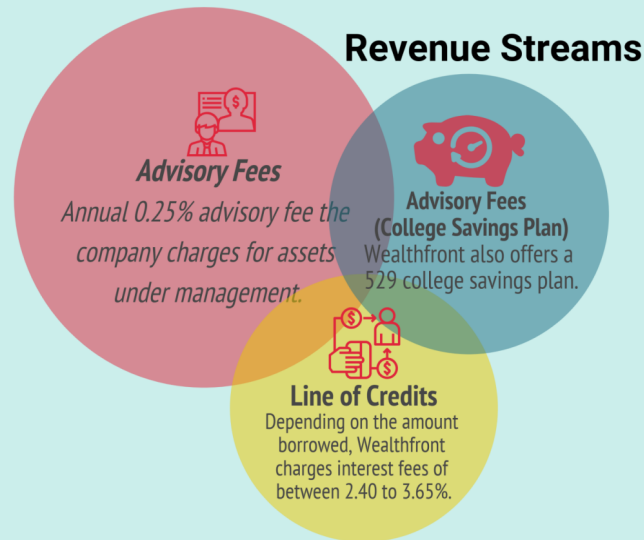 Revenue Streams
Advisory Fees
Annual 0.25% advisory fee the
company charges for assets
under management.
Advisory Fees
(College Savings Plan)
Wealthfront also offers a
529 college savings plan.
Line of Credits
Depending on the amount
borrowed, Wealthfront
charges interest fees of
between 2.40 to 3.65%.